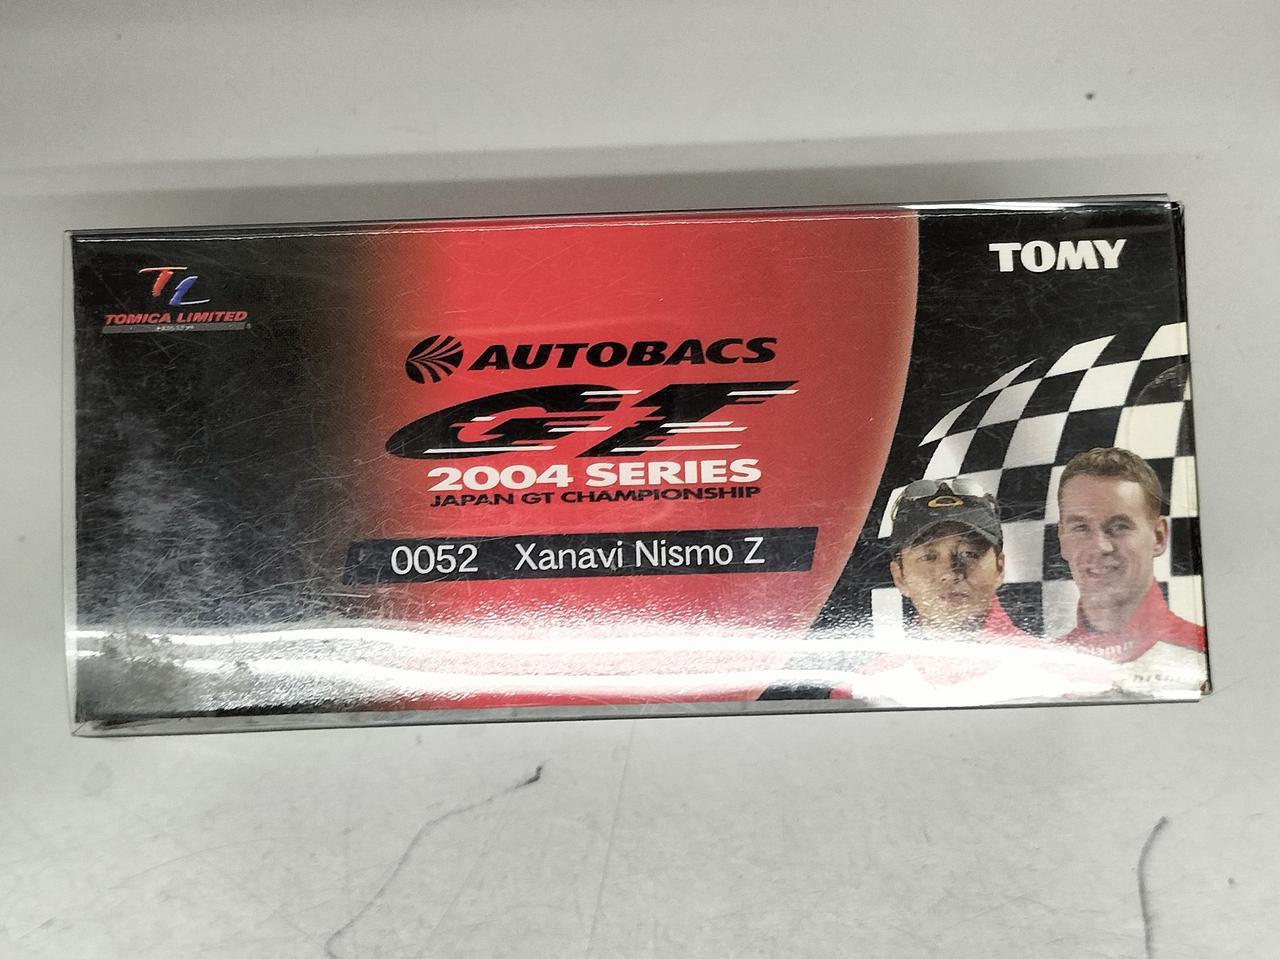 TL
TOMICA LIMITED
TOMY
AUTOBACS
GT
2004 SERIES
JAPAN GT CHAMPIONSHIP
0052 Xanavi Nismo Z